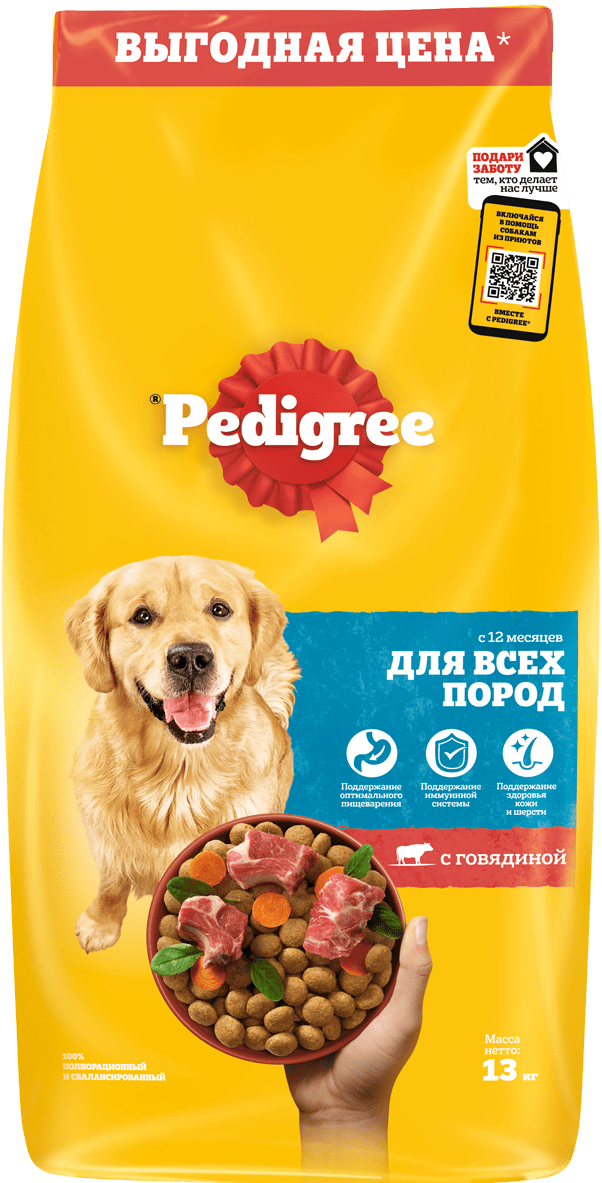 ВЫГОДНАЯ ЦЕНА*
ПОДАРИ
ЗАБОТУ
тем, кто делает
нас лучше
ВКЛЮЧАЙСЯ
В ПОМОЩЬ
СОБАКАМ
ИЗ ПРИЮТОВ
ВМЕСТЕ
С PEDIGREE®
®Pedigree
с 12 месяцев
ДЛЯ ВСЕХ
ПОРОД
Поддержание
оптимального
пищеварения
Поддержание
иммунной
системы
Поддержание
здоровья
кожи
и шерсти
с говядиной
100%
ПОЛНОРАЦИОННЫЙ
И СБАЛАНСИРОВАННЫЙ
Масса
нетто:
13 кг